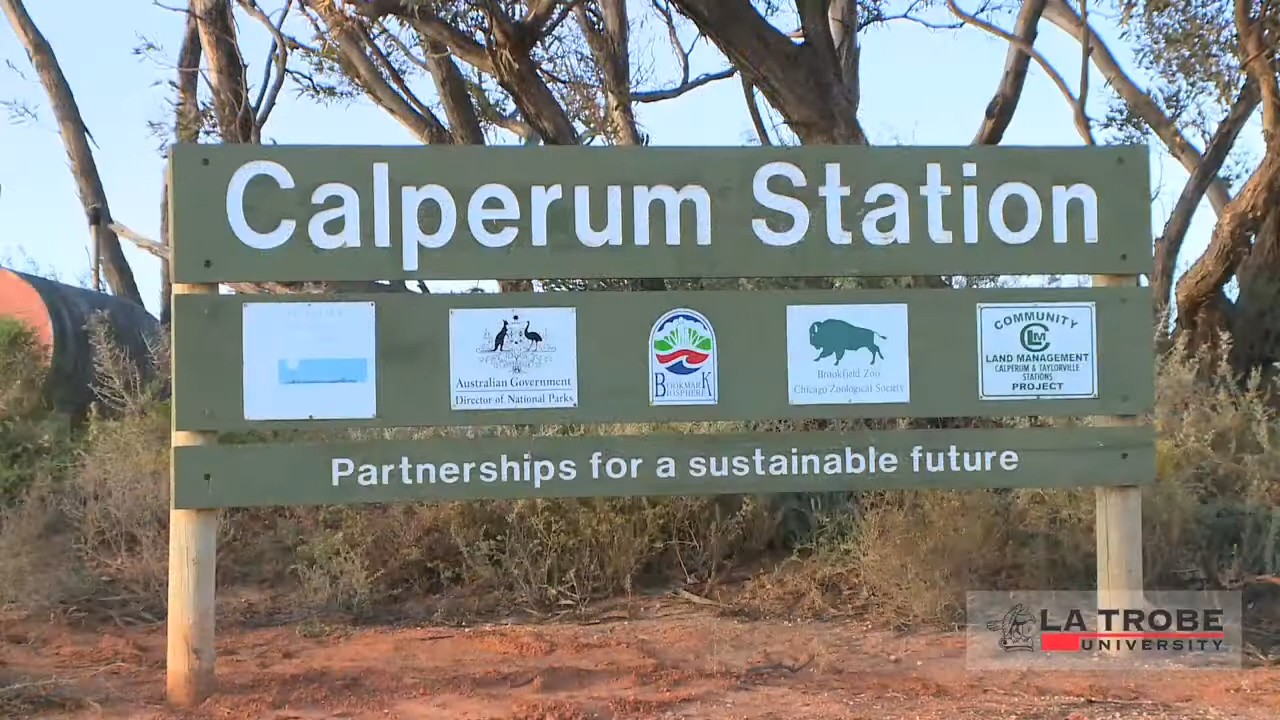 Calperum Station
Australian Government
Director of National Parks
BOOKMARK
BIOSPHERE
Brookfield Zoo
Chicago Zoological Society
COMMUNITY
CLM
LAND MANAGEMENT
CALPERUM & TAYLORVILLE
STATIONS
PROJECT
Partnerships for a sustainable future
LA TROBE
UNIVERSITY